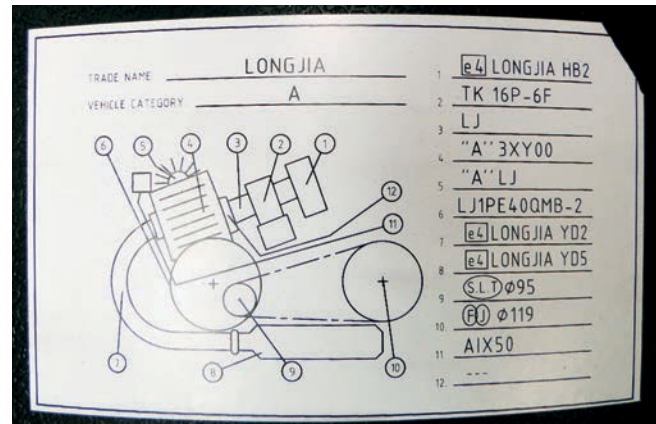 TRADE NAME LONGJIA
VEHICLE CATEGORY A
1 e4 LONGJIA HB2
2 TK 16P-6F
3 LJ
4 "A" 3XY00
5 "A" LJ
6 LJ1PE40QMB-2
7 e4 LONGJIA YD2
8 e4 LONGJIA YD5
9 S.L.T Ø95
10. FJ Ø119
11 AIX50
12. ---
6 5 4 3 2 1
12
11
7 8 9 10